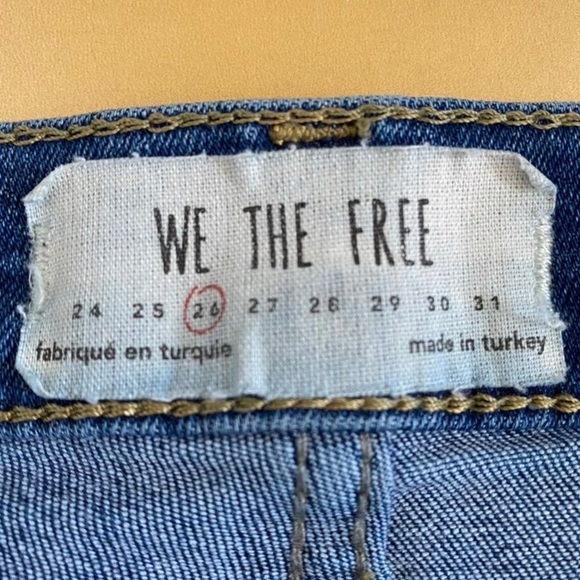 WE THE FREE
24 25 26 27 28 29 30 31
fabriqué en turquie made in turkey